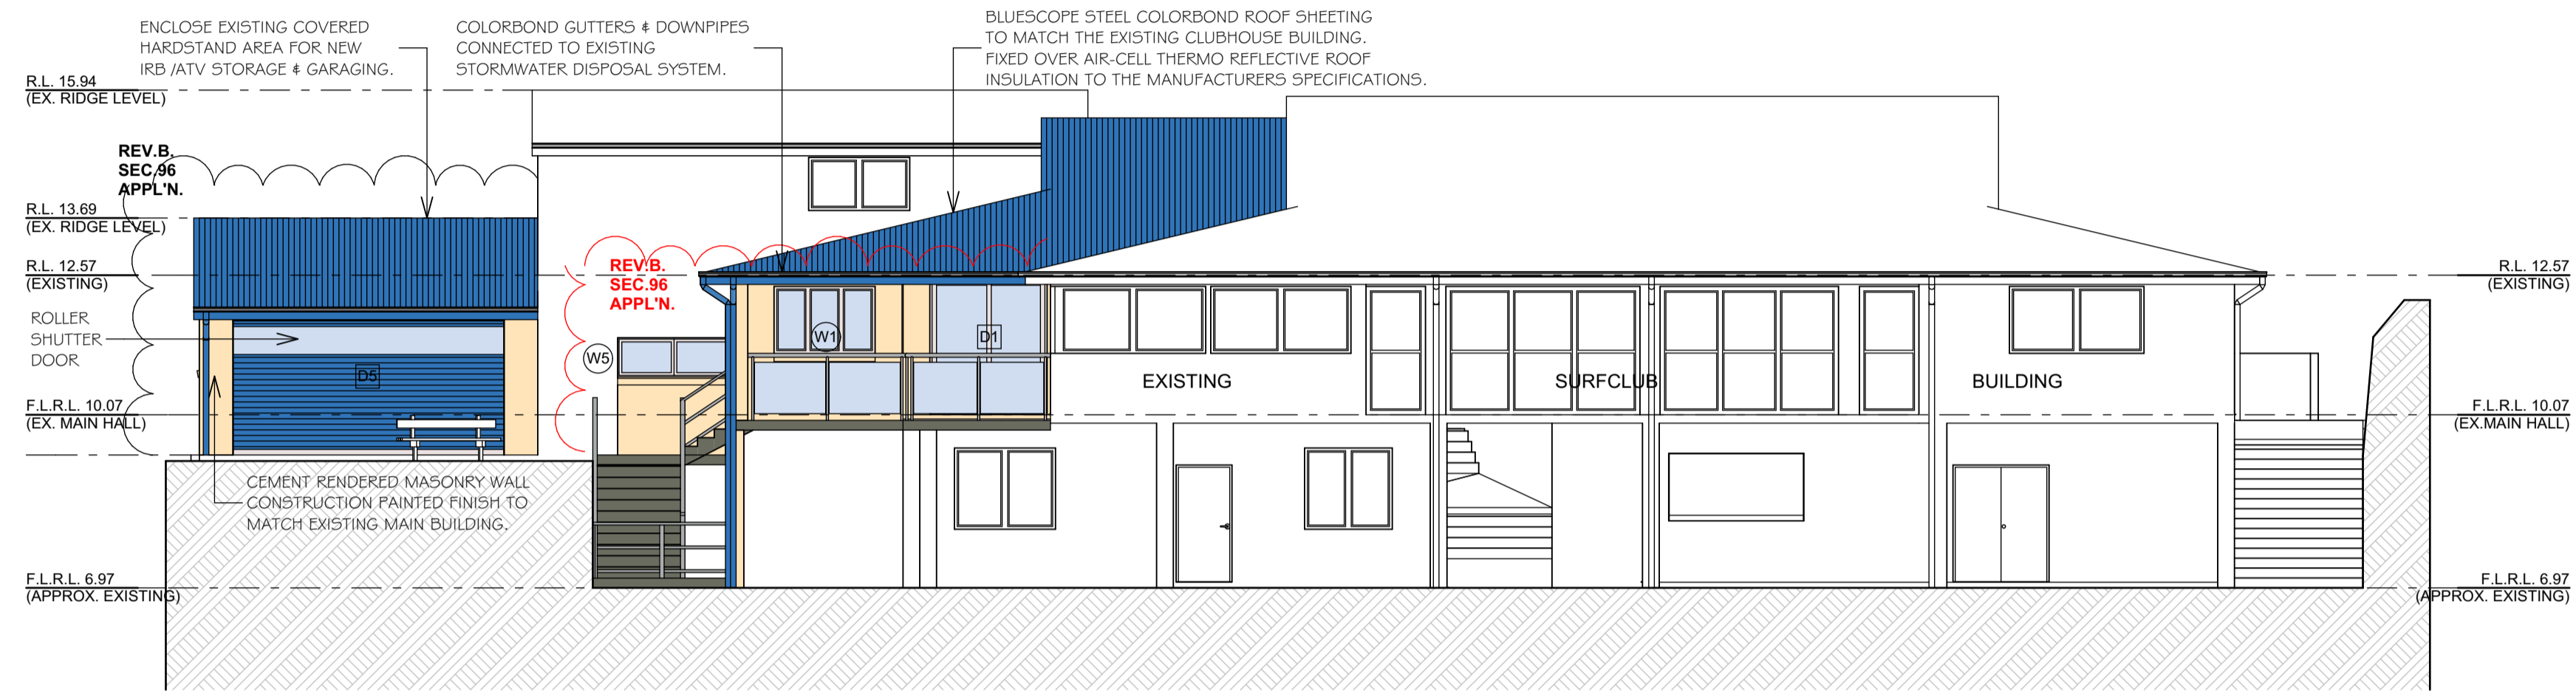 ENCLOSE EXISTING COVERED
HARDSTAND AREA FOR NEW
IRB /ATV STORAGE & GARAGING.
COLORBOND GUTTERS & DOWNPIPES
CONNECTED TO EXISTING
STORMWATER DISPOSAL SYSTEM.
BLUESCOPE STEEL COLORBOND ROOF SHEETING
TO MATCH THE EXISTING CLUBHOUSE BUILDING.
FIXED OVER AIR-CELL THERMO REFLECTIVE ROOF
INSULATION TO THE MANUFACTURERS SPECIFICATIONS.
R.L. 15.94
(EX. RIDGE LEVEL)
REV.B.
SEC.96
APPL'N.
R.L. 13.69
(EX. RIDGE LEVEL)
R.L. 12.57
(EXISTING)
REV.B.
SEC.96
APPL'N.
R.L. 12.57
(EXISTING)
ROLLER
SHUTTER
DOOR
D5
W5
W1
D1
EXISTING SURFCLUB BUILDING
F.L.R.L. 10.07
(EX. MAIN HALL)
F.L.R.L. 10.07
(EX.MAIN HALL)
CEMENT RENDERED MASONRY WALL
CONSTRUCTION PAINTED FINISH TO
MATCH EXISTING MAIN BUILDING.
F.L.R.L. 6.97
(APPROX. EXISTING)
F.L.R.L. 6.97
(APPROX. EXISTING)